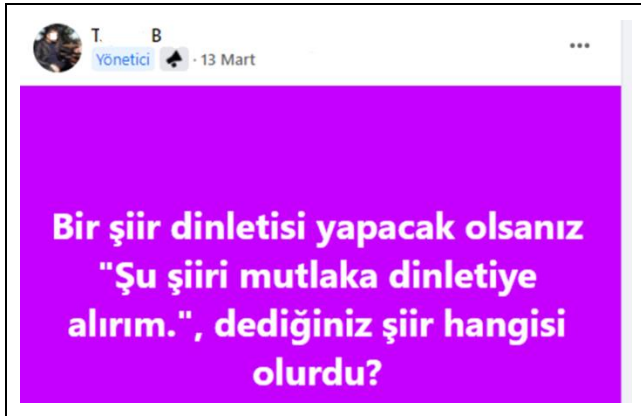 T. B
Yönetici · 13 Mart
Bir şiir dinletisi yapacak olsanız
"Şu şiiri mutlaka dinletiye
alırım.", dediğiniz şiir hangisi
olurdu?